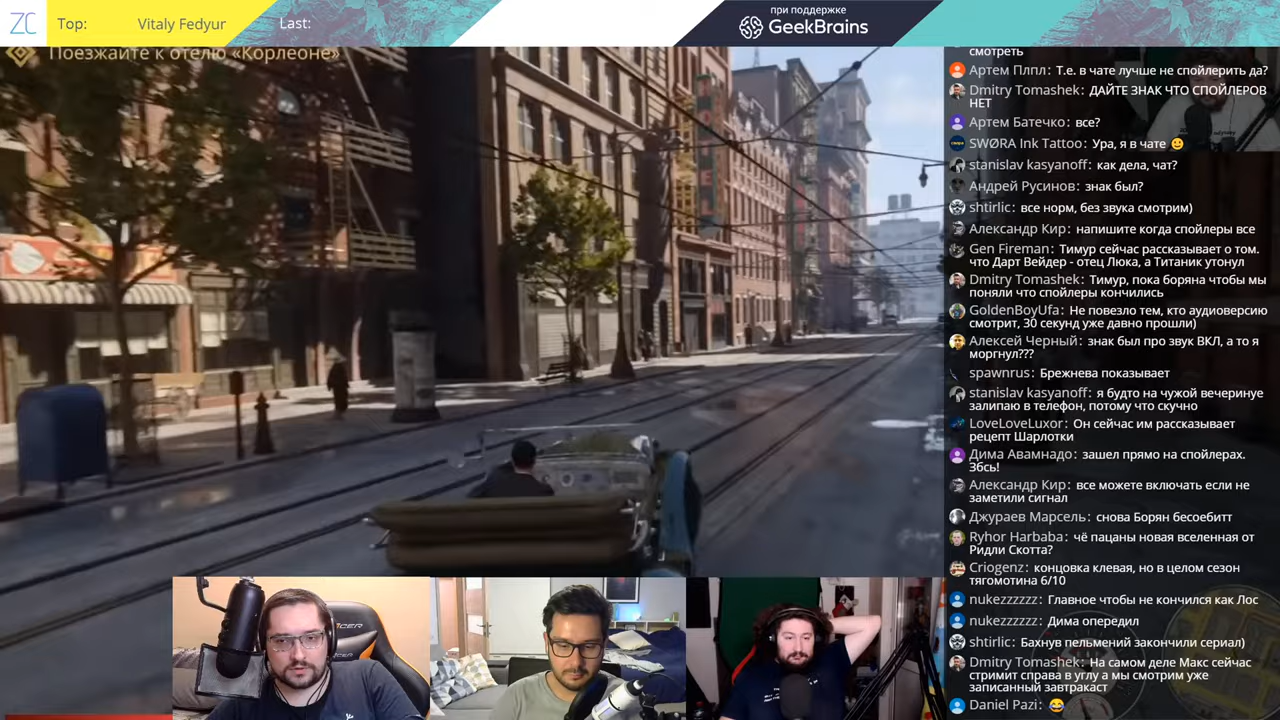 ZC
Top:
Vitaly Fedyur
Last:
при поддержке
GeekBrains
Поезжайте к отелю «Корлеоне»
HOTEL
смотреть
Артем Плпл: Т.е. в чате лучше не спойлерить да?
Dmitry Tomashek: ДАЙТЕ ЗНАК ЧТО СПОЙЛЕРОВ
НЕТ
Артем Батечко: все?
SWØRA Ink Tattoo: Ура, я в чате
stanislav kasyanoff: как дела, чат?
Андрей Русинов: знак был?
shtirlic: все норм, без звука смотрим)
Александр Кир: напишите когда спойлеры все
Gen Fireman: Тимур сейчас рассказывает о том.
что Дарт Вейдер - отец Люка, а Титаник утонул
Dmitry Tomashek: Тимур, пока боряна чтобы мы
поняли что спойлеры кончились
GoldenBoyUfa: Не повезло тем, кто аудиоверсию
смотрит, 30 секунд уже давно прошли)
Алексей Черный: знак был про звук ВКЛ, а то я
моргнул???
spawnrus: Брежнева показывает
stanislav kasyanoff: я будто на чужой вечеринуе
залипаю в телефон, потому что скучно
LoveLoveLuxor: Он сейчас им рассказывает
рецепт Шарлотки
Дима Авамнадо: зашел прямо на спойлерах.
Збсь!
Александр Кир: все можете включать если не
заметили сигнал
Джураев Марсель: снова Борян бесоебитт
Ryhor Harbaba: чё пацаны новая вселенная от
Ридли Скотта?
Criogenz: концовка клевая, но в целом сезон
тягомотина 6/10
nukezzzzzz: Главное чтобы не кончился как Лос
nukezzzzzz: Дима опередил
shtirlic: Бахнув пельмений закончили сериал)
Dmitry Tomashek: На самом деле Макс сейчас
стримит справа в углу а мы смотрим уже
записанный завтракаст
Daniel Pazi: